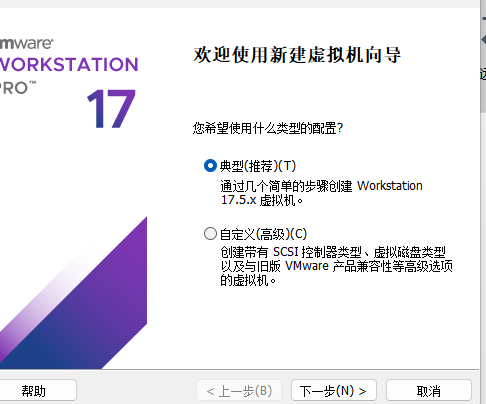 mware®
WORKSTATION
PRO™
17
欢迎使用新建虚拟机向导
您希望使用什么类型的配置?
典型(推荐)(T)
通过几个简单的步骤创建 Workstation
17.5.x 虚拟机。
自定义(高级)(C)
创建带有 SCSI 控制器类型、虚拟磁盘类型
以及与旧版 VMware 产品兼容性等高级选项
的虚拟机。
帮助
< 上一步(B)
下一步(N) >
取消